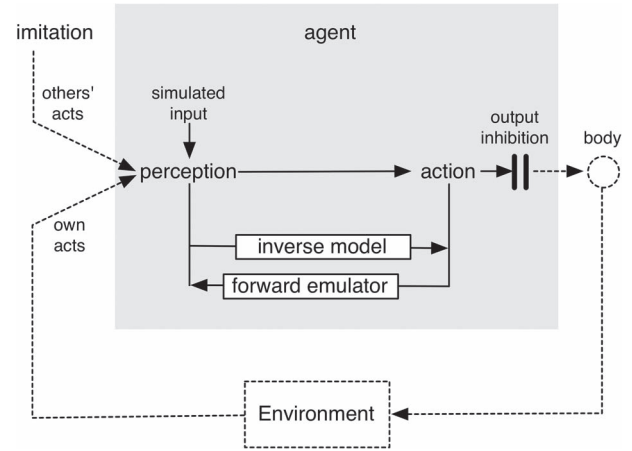 imitation
agent
others'
acts
simulated
input
output
inhibition
body
perception
action
own
acts
inverse model
forward emulator
Environment